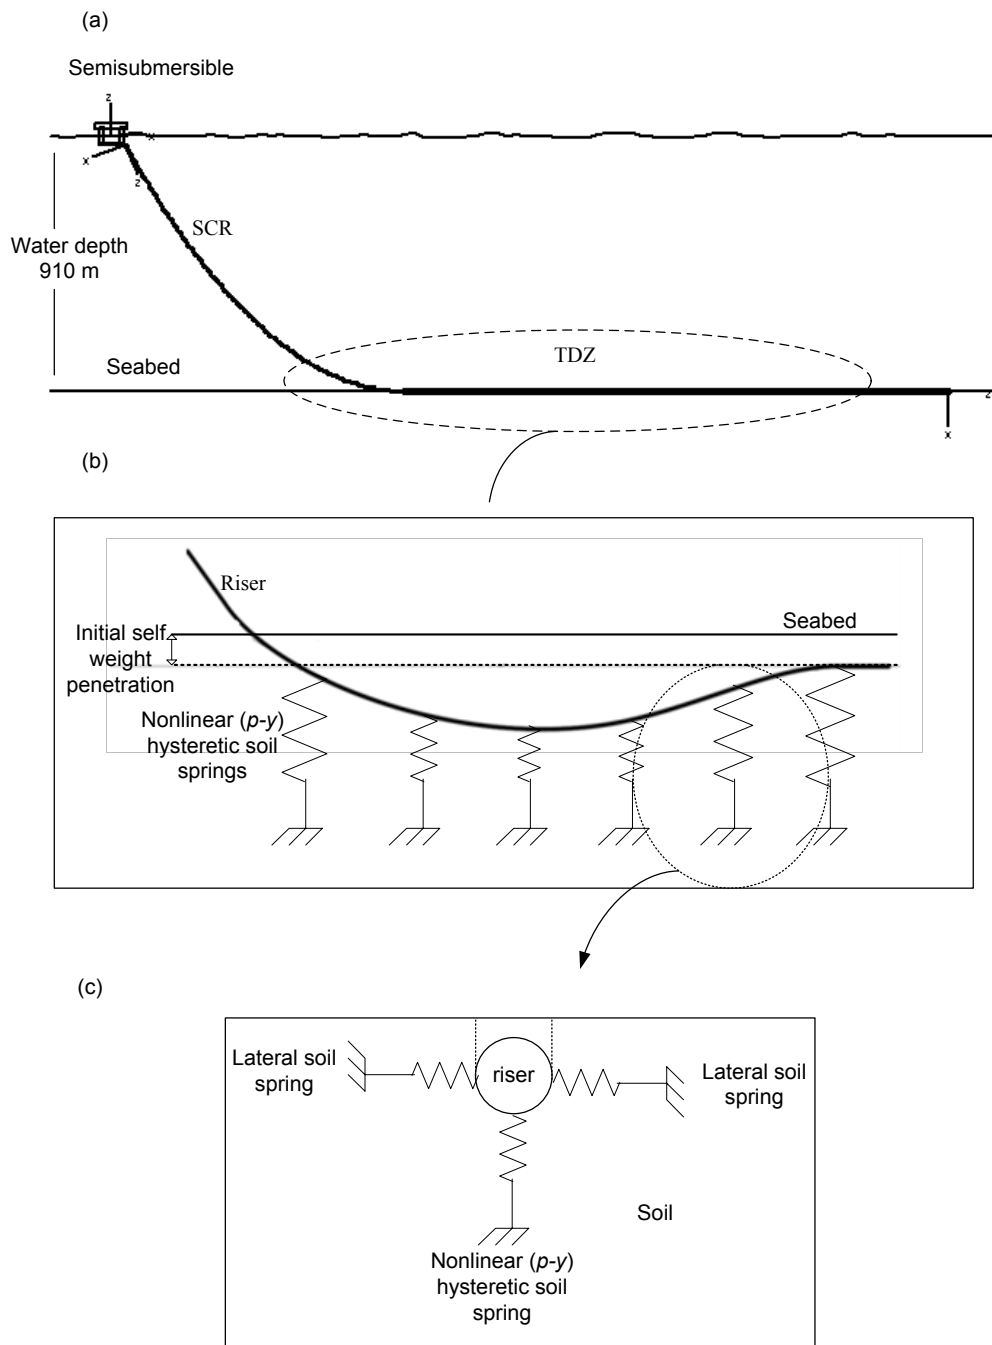 (a)
Semisubmersible
z
x
x
z
SCR
Water depth
910 m
TDZ
Seabed
z
x
(b)
Riser
Seabed
Initial self
weight
penetration
Nonlinear (p-y)
hysteretic soil
springs
(c)
Lateral soil
spring
riser
Lateral soil
spring
Soil
Nonlinear (p-y)
hysteretic soil
spring